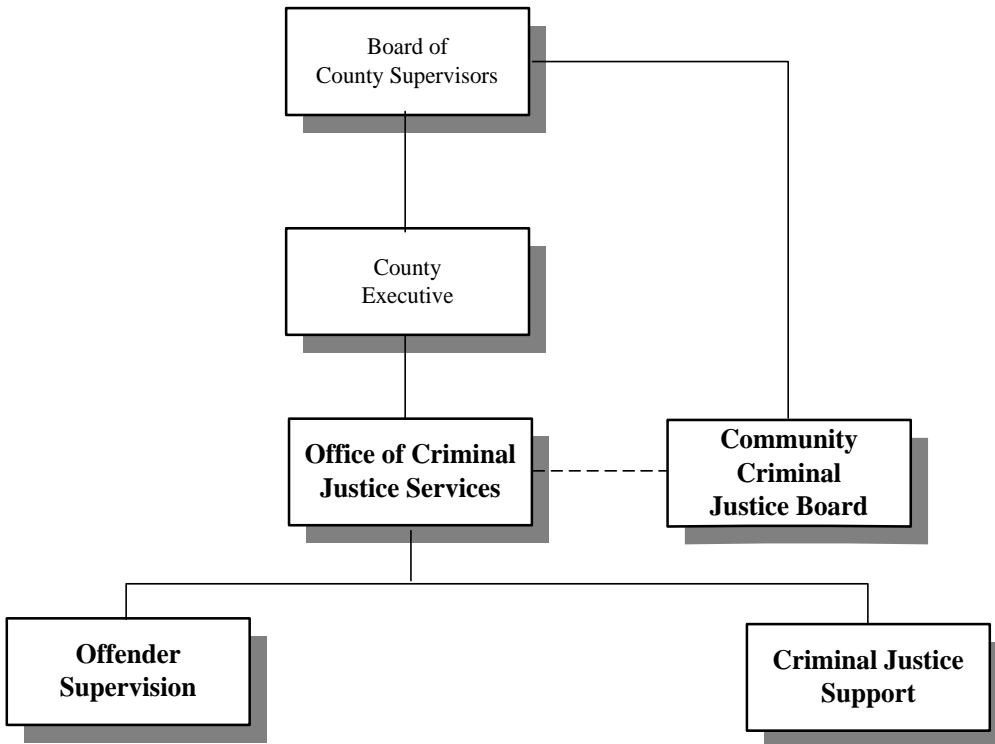 Board of
County Supervisors
County
Executive
Office of Criminal
Justice Services
Community
Criminal
Justice Board
Offender
Supervision
Criminal Justice
Support